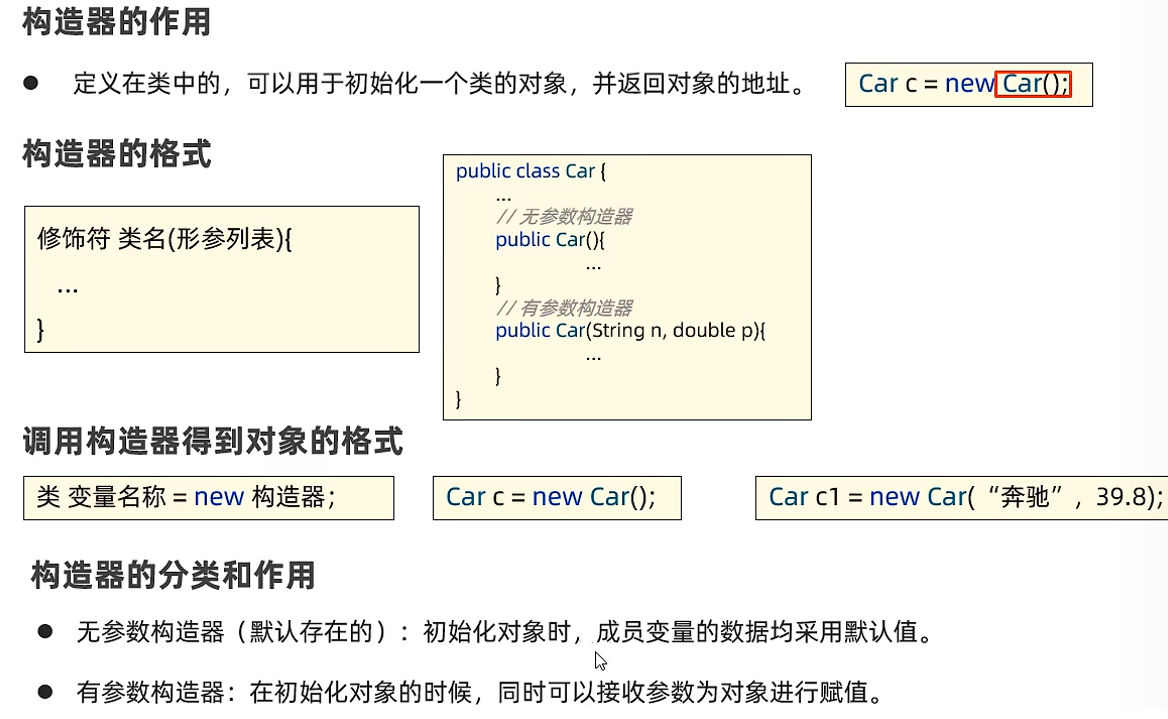 构造器的作用
● 定义在类中的，可以用于初始化一个类的对象，并返回对象的地址。
Car c = new Car();
构造器的格式
修饰符 类名(形参列表){
...
}
public class Car {
...
// 无参数构造器
public Car(){
...
}
// 有参数构造器
public Car(String n, double p){
...
}
}
调用构造器得到对象的格式
类 变量名称 = new 构造器；
Car c = new Car();
Car c1 = new Car(“奔驰”, 39.8);
构造器的分类和作用
● 无参数构造器（默认存在的）：初始化对象时，成员变量的数据均采用默认值。
● 有参数构造器：在初始化对象的时候，同时可以接收参数为对象进行赋值。